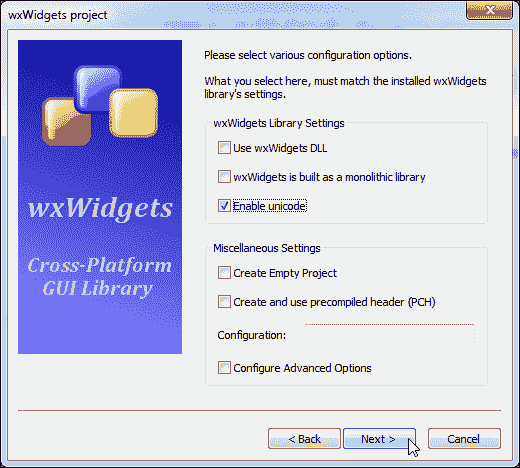 wxWidgets project
Please select various configuration options.
What you select here, must match the installed wxWidgets
library's settings.
wxWidgets Library Settings
Use wxWidgets DLL
wxWidgets is built as a monolithic library
Enable unicode
wxWidgets
Cross-Platform
GUI Library
Miscellaneous Settings
Create Empty Project
Create and use precompiled header (PCH)
Configuration:
Configure Advanced Options
< Back
Next >
Cancel